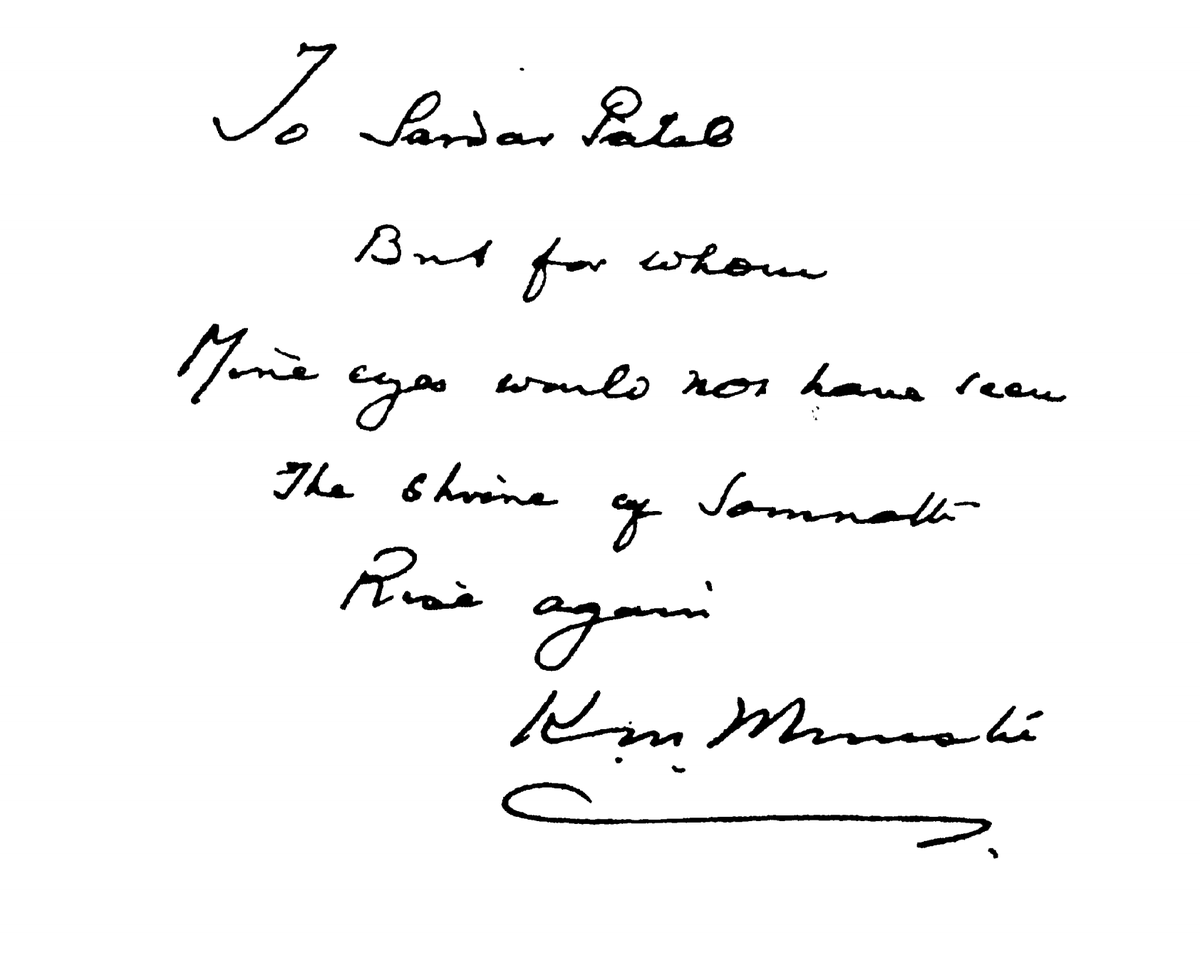 To Sardar Patel
But for whom
Mine eyes would not have seen
The shrine of Somnath
Rise again
K. M. Munshi